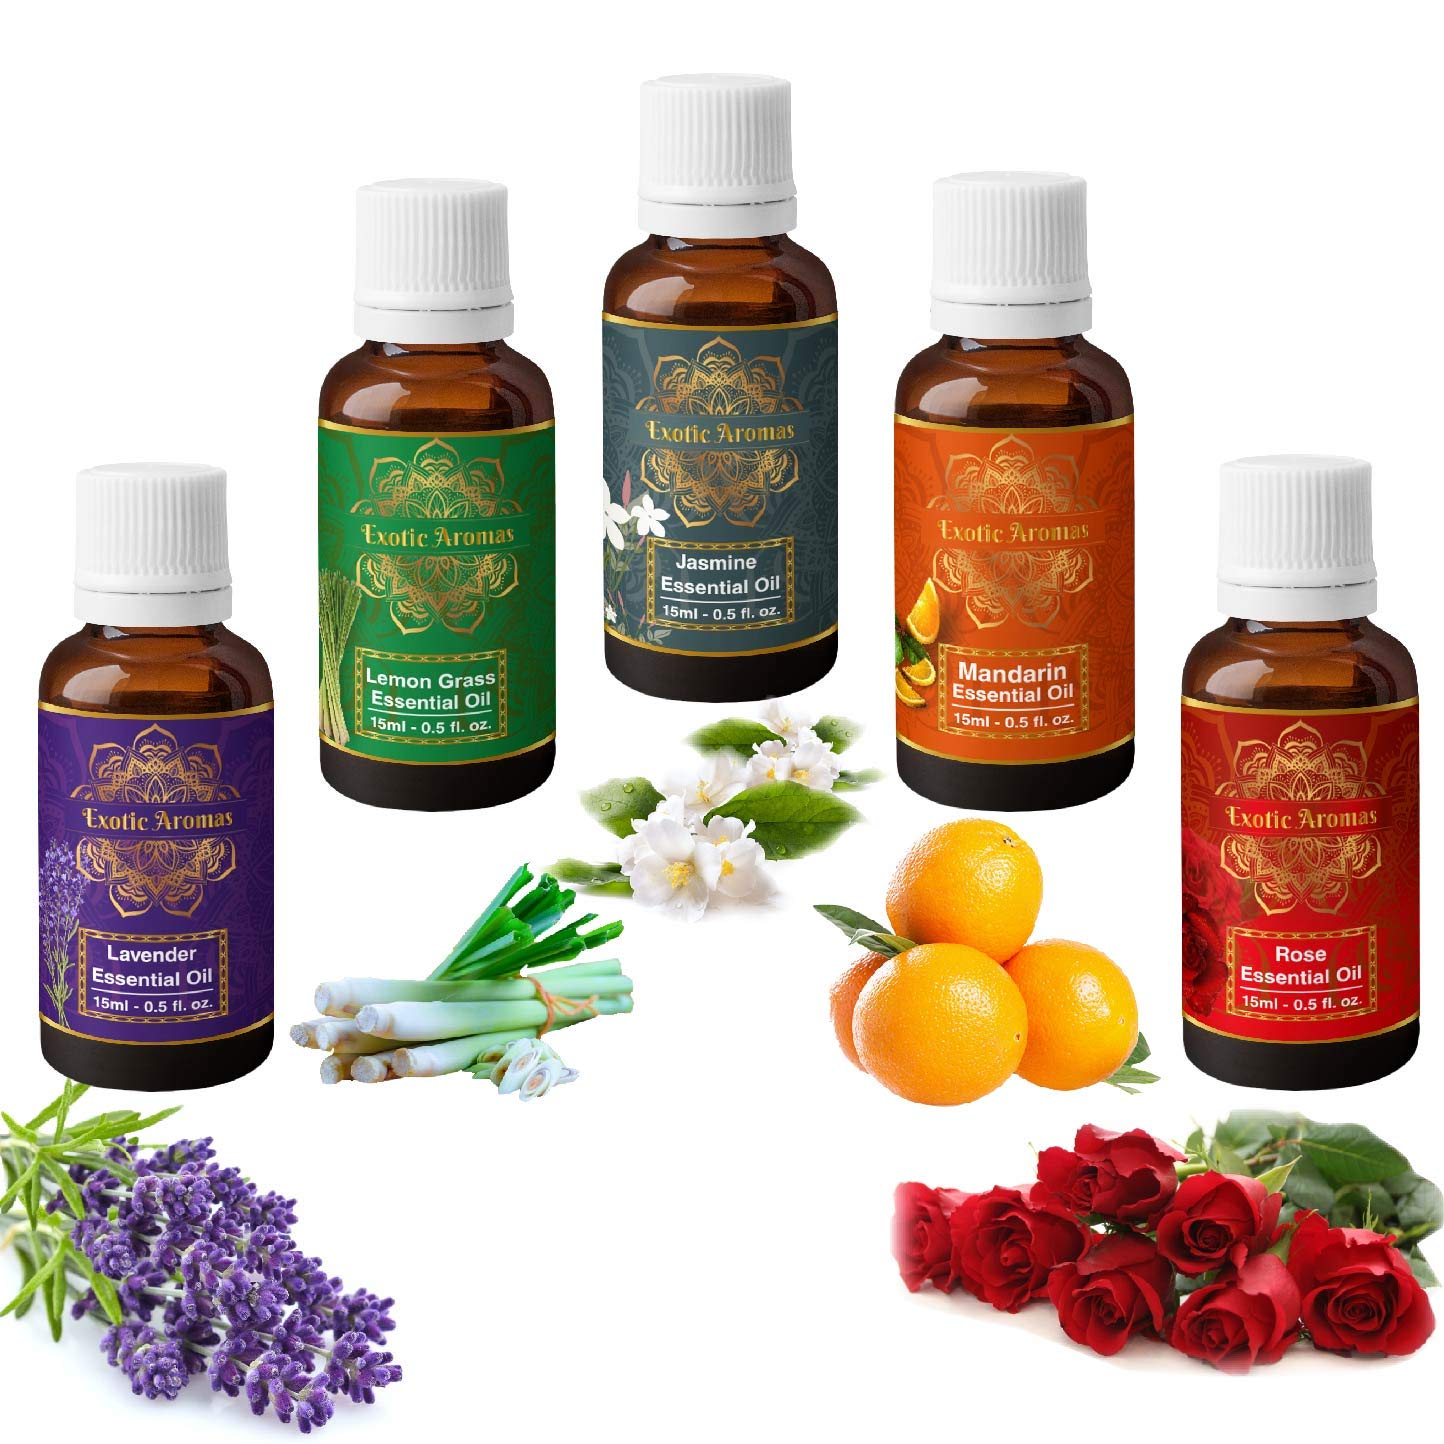 Exotic Aromas
Lavender
Essential Oil
15ml - 0.5 fl. oz.
Exotic Aromas
Lemon Grass
Essential Oil
15ml - 0.5 fl. oz.
Exotic Aromas
Jasmine
Essential Oil
15ml - 0.5 fl. oz.
Exotic Aromas
Mandarin
Essential Oil
15ml - 0.5 fl. oz.
Exotic Aromas
Rose
Essential Oil
15ml - 0.5 fl. oz.